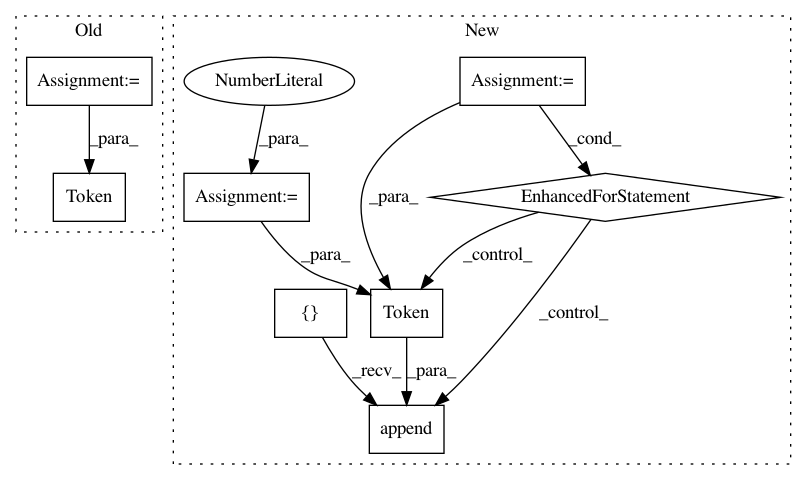 Old
New
Assignment:=
NumberLiteral
Assignment:=
_para_
_para_
_cond_
Token
Assignment:=
_para_
EnhancedForStatement
_para_
_control_
_control_
{}
Token
_recv_
_para_
append